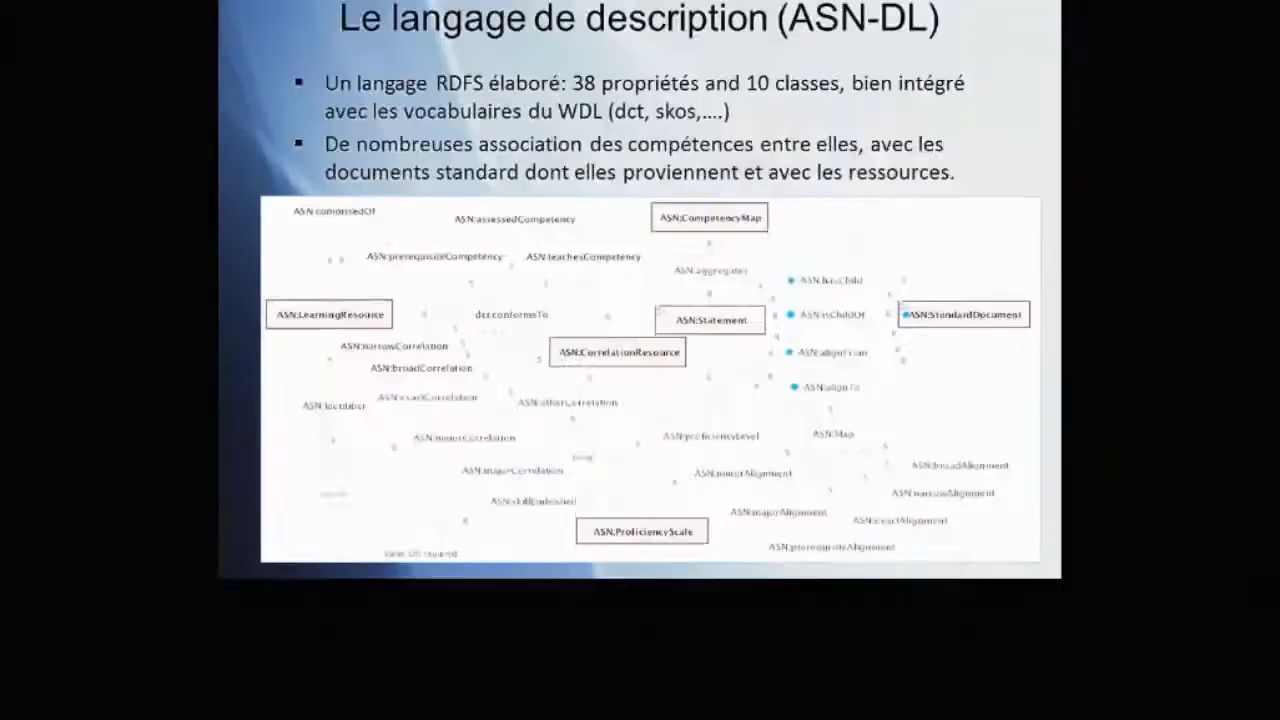 Le langage de description (ASN-DL)
▪ Un langage RDFS élaboré: 38 propriétés and 10 classes, bien intégré
avec les vocabulaires du WDL (dct, skos,....)
▪ De nombreuses association des compétences entre elles, avec les
documents standard dont elles proviennent et avec les ressources.
ASN:comprisedOf
ASN:assessedCompetency
ASN:CompetencyMap
ASN:prerequisiteCompetency
ASN:teachesCompetency
ASN:aggregates
ASN:hasChild
ASN:LearningResource
dct:conformsTo
ASN:Statement
ASN:isChildOf
ASN:StandardDocument
ASN:narrowCorrelation
ASN:CorrelationResource
ASN:alignFrom
ASN:broadCorrelation
ASN:alignTo
ASN:exactCorrelation
ASN:otherCorrelation
ASN:Identifier
ASN:minorCorrelation
ASN:proficiencyLevel
ASN:Map
ASN:majorCorrelation
ASN:minorAlignment
ASN:broadAlignment
ASN:narrowAlignment
ASN:skillEmbodied
ASN:majorAlignment
ASN:exactAlignment
ASN:ProficiencyScale
ASN:prerequisiteAlignment